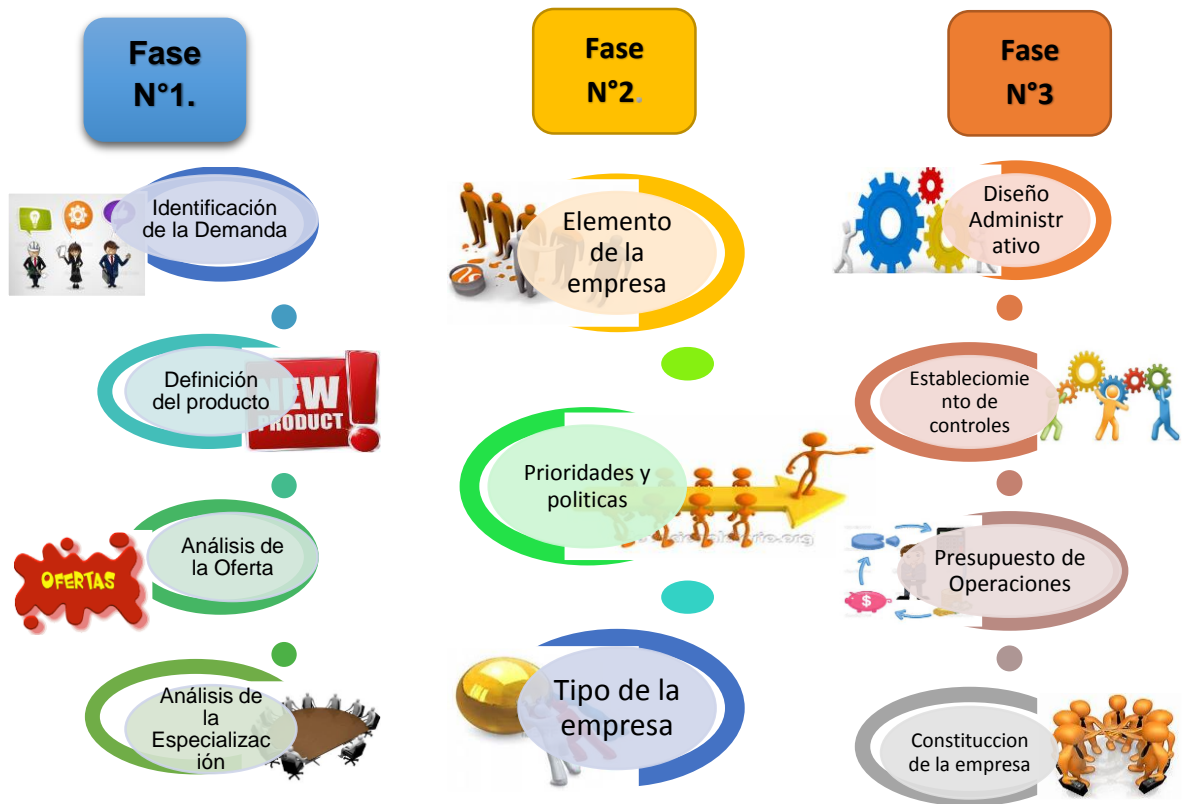 Fase
N°1.
Identificación
de la Demanda
Definición
del producto
NEW
PRODUCT
Análisis de
la Oferta
OFERTAS
Análisis de
la
Especializac
ión
Fase
N°2.
Elemento
de la
empresa
Prioridades y
politicas
Tipo de la
empresa
Fase
N°3
Diseño
Administr
ativo
Estableciomie
nto de
controles
Presupuesto de
Operaciones
$
Constituccion
de la empresa